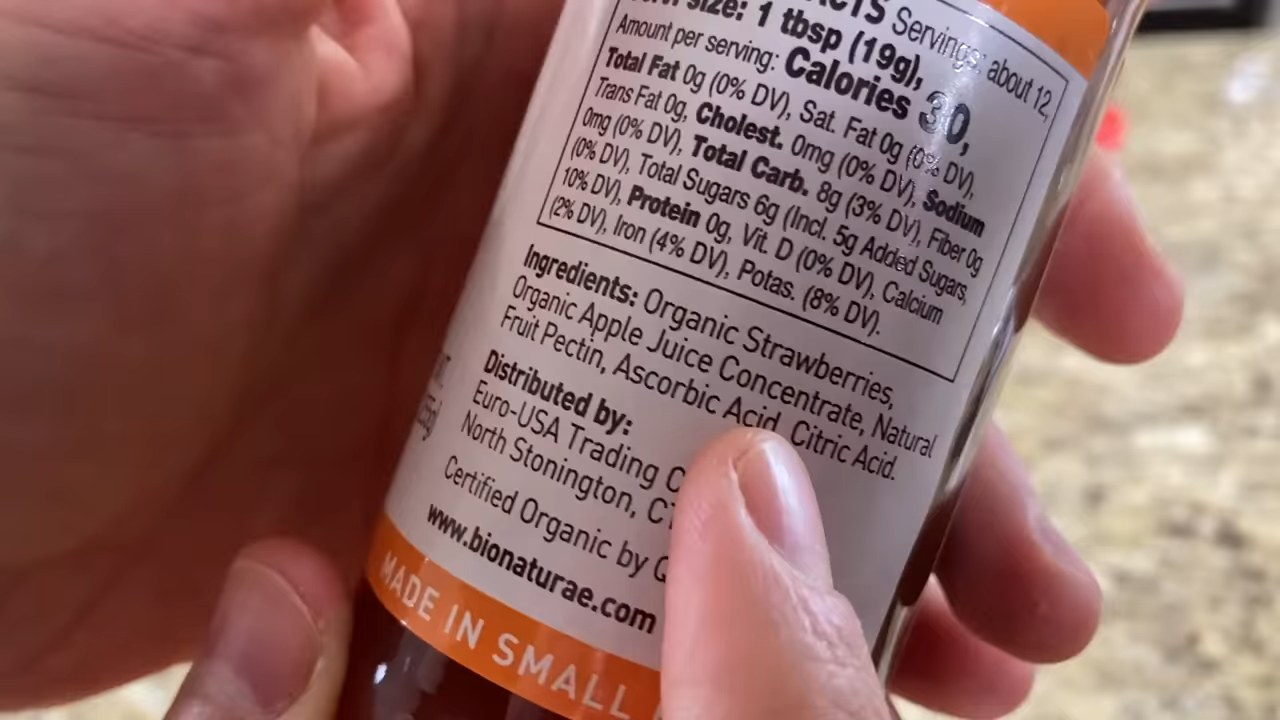 FACTS Servings: about 12,
size: 1 tbsp (19g),
Amount per serving: Calories 30,
Total Fat 0g (0% DV), Sat. Fat 0g (0% DV),
Trans Fat 0g, Cholest. 0mg (0% DV), Sodium
0mg (0% DV), Total Carb. 8g (3% DV), Fiber 0g
(0% DV), Total Sugars 6g (Incl. 5g Added Sugars,
10% DV), Protein 0g, Vit. D (0% DV), Calcium
(2% DV), Iron (4% DV), Potas. (8% DV).
Ingredients: Organic Strawberries,
Organic Apple Juice Concentrate, Natural
Fruit Pectin, Ascorbic Acid, Citric Acid.
Distributed by:
Euro-USA Trading
North Stonington, CT
Certified Organic by
www.bionaturae.com
MADE IN SMALL